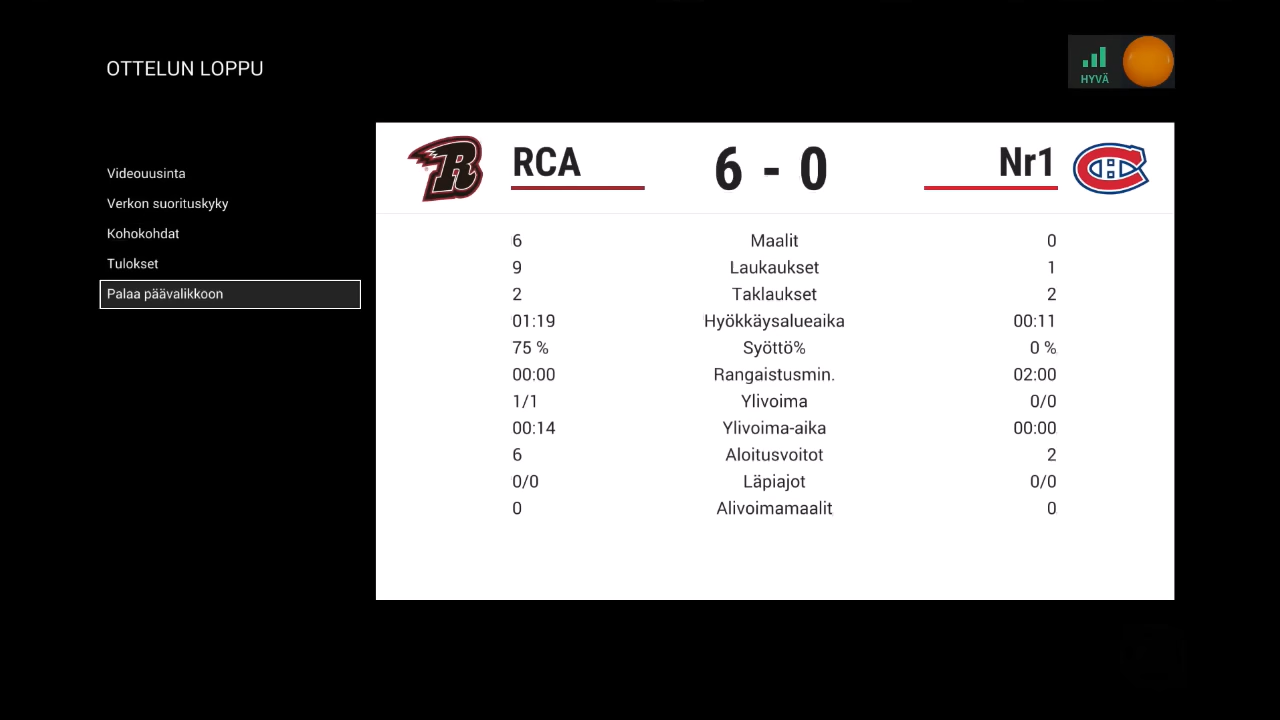 OTTELUN LOPPU
HYVÄ
Videouusinta
Verkon suorituskyky
Kohokohdat
Tulokset
Palaa päävalikkoon
R RCA 6 - 0 Nr1 CH
6 Maalit 0
9 Laukaukset 1
2 Taklaukset 2
01:19 Hyökkäysalueaika 00:11
75 % Syöttö% 0 %
00:00 Rangaistusmin. 02:00
1/1 Ylivoima 0/0
00:14 Ylivoima-aika 00:00
6 Aloitusvoitot 2
0/0 Läpiajot 0/0
0 Alivoimamaalit 0